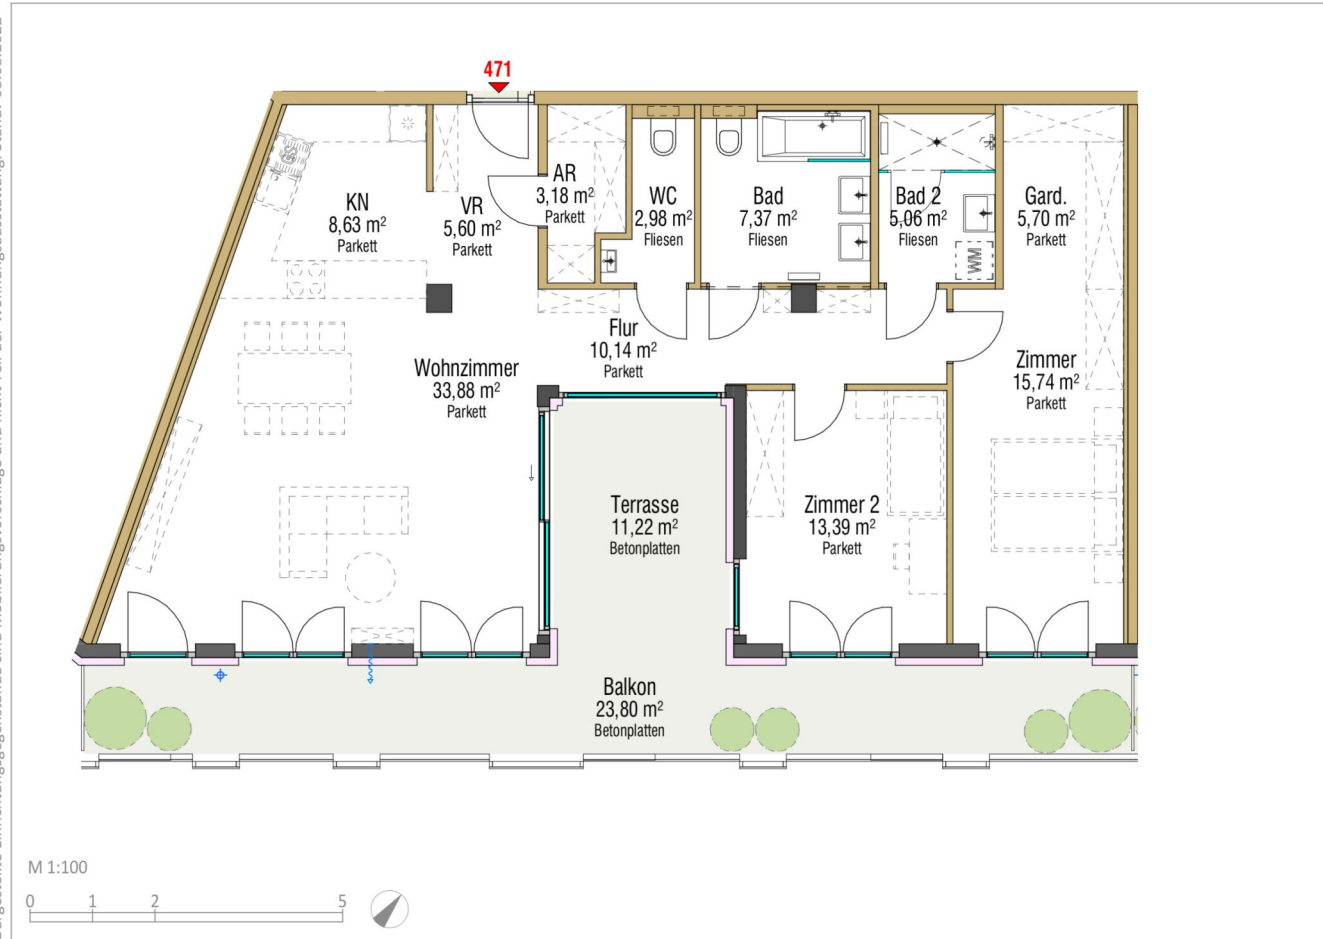 471
KN
8,63 m²
Parkett
VR
5,60 m²
Parkett
AR
3,18 m²
Parkett
WC
2,98 m²
Fliesen
Bad
7,37 m²
Fliesen
Bad 2
5,06 m²
Fliesen
WM
Gard.
5,70 m²
Parkett
GS
Flur
10,14 m²
Parkett
Wohnzimmer
33,88 m²
Parkett
Zimmer
15,74 m²
Parkett
Terrasse
11,22 m²
Betonplatten
Zimmer 2
13,39 m²
Parkett
Balkon
23,80 m²
Betonplatten
M 1:100
0 1 2 5